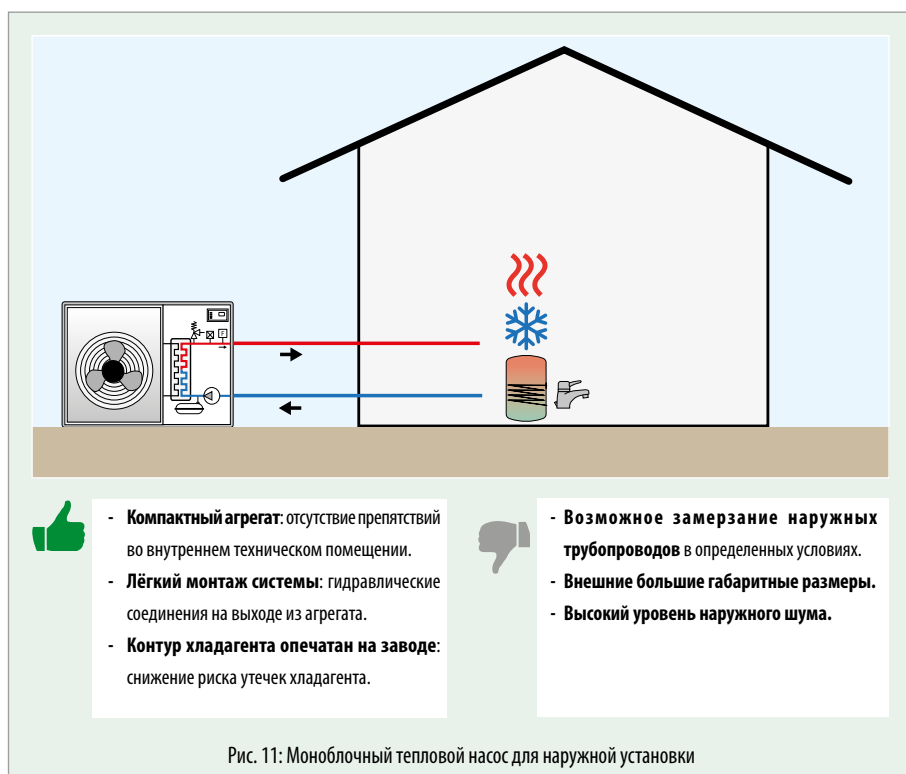 F
- Компактный агрегат: отсутствие препятствий
во внутреннем техническом помещении.
- Лёгкий монтаж системы: гидравлические
соединения на выходе из агрегата.
- Контур хладагента опечатан на заводе:
снижение риска утечек хладагента.
- Возможное замерзание наружных
трубопроводов в определенных условиях.
- Внешние большие габаритные размеры.
- Высокий уровень наружного шума.
Рис. 11: Моноблочный тепловой насос для наружной установки